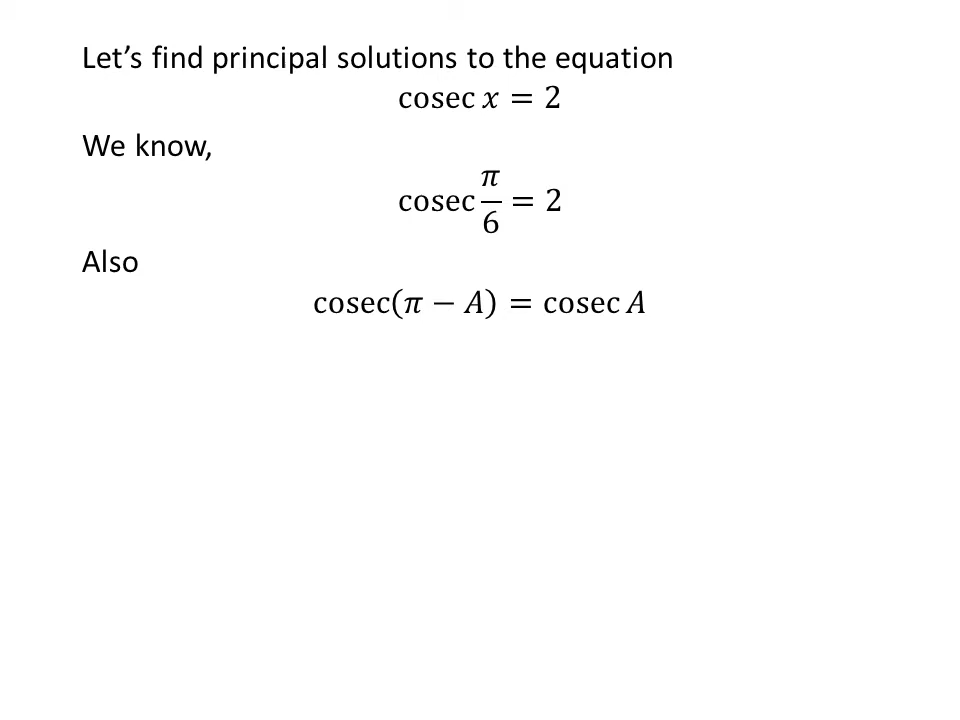 Let’s find principal solutions to the equation
cosec 𝑥 = 2
We know,
cosec 𝜋/6 = 2
Also
cosec(𝜋 − 𝐴) = cosec 𝐴